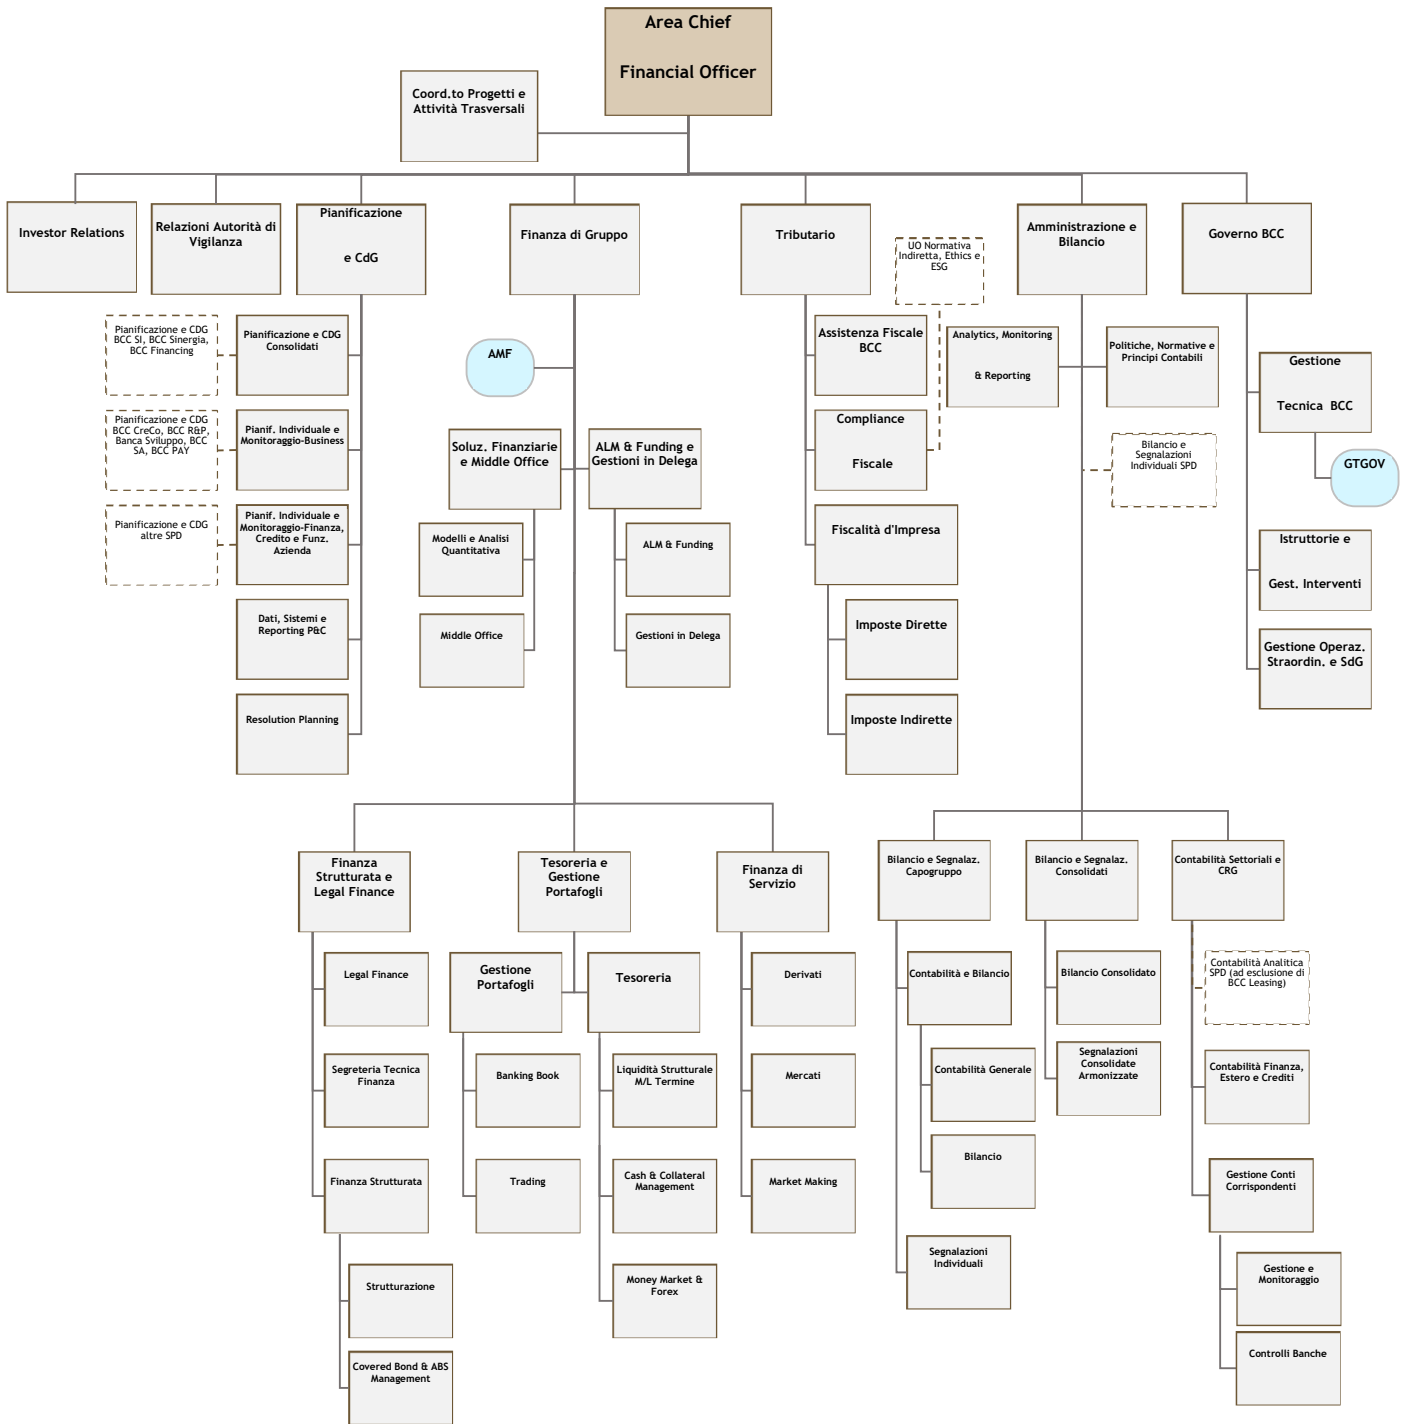 Area Chief
Financial Officer
Coord.to Progetti e
Attività Trasversali
Investor Relations
Relazioni Autorità di
Vigilanza
Pianificazione
e CdG
Finanza di Gruppo
Tributario
UO Normativa
Indiretta, Ethics e
ESG
Amministrazione e
Bilancio
Governo BCC
Pianificazione e CDG
BCC SI, BCC Sinergia,
BCC Financing
Pianificazione e CDG
Consolidati
Pianificazione e CDG
BCC CreCo, BCC R&P,
Banca Sviluppo, BCC
SA, BCC PAY
Pianif. Individuale e
Monitoraggio-Business
Pianificazione e CDG
altre SPD
Pianif. Individuale e
Monitoraggio-Finanza,
Credito e Funz.
Azienda
Dati, Sistemi e
Reporting P&C
Resolution Planning
AMF
Soluz. Finanziarie
e Middle Office
ALM & Funding e
Gestioni in Delega
Modelli e Analisi
Quantitativa
ALM & Funding
Middle Office
Gestioni in Delega
Assistenza Fiscale
BCC
Compliance
Fiscale
Fiscalità d'Impresa
Imposte Dirette
Imposte Indirette
Analytics, Monitoring
& Reporting
Politiche, Normative e
Principi Contabili
Bilancio e
Segnalazioni
Individuali SPD
Gestione
Tecnica BCC
GTGOV
Istruttorie e
Gest. Interventi
Gestione Operaz.
Straordin. e SdG
Finanza
Strutturata e
Legal Finance
Tesoreria e
Gestione
Portafogli
Finanza di
Servizio
Bilancio e Segnalaz.
Capogruppo
Bilancio e Segnalaz.
Consolidati
Contabilità Settoriali e
CRG
Legal Finance
Segreteria Tecnica
Finanza
Finanza Strutturata
Strutturazione
Covered Bond & ABS
Management
Gestione
Portafogli
Tesoreria
Banking Book
Trading
Liquidità Strutturale
M/L Termine
Cash & Collateral
Management
Money Market &
Forex
Derivati
Mercati
Market Making
Contabilità e Bilancio
Contabilità Generale
Bilancio
Segnalazioni
Individuali
Bilancio Consolidato
Segnalazioni
Consolidate
Armonizzate
Contabilità Analitica
SPD (ad esclusione di
BCC Leasing)
Contabilità Finanza,
Estero e Crediti
Gestione Conti
Corrispondenti
Gestione e
Monitoraggio
Controlli Banche